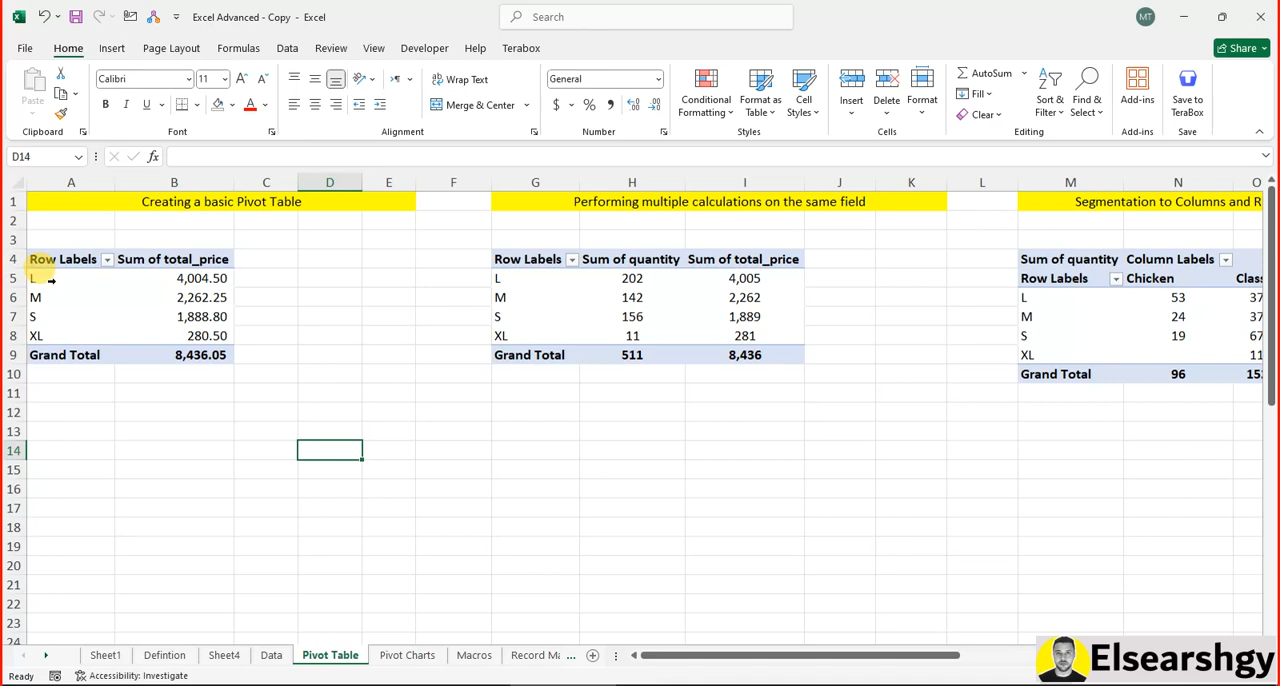 Excel Advanced - Copy - Excel
Search
MT
File Home Insert Page Layout Formulas Data Review View Developer Help Terabox
Share
Paste
Calibri 11
B I U
Wrap Text
Merge & Center
General
$ % ,
Conditional Formatting
Format as Table
Cell Styles
Insert Delete Format
AutoSum
Fill
Clear
Sort & Filter
Find & Select
Add-ins
Save to TeraBox
Clipboard Font Alignment Number Styles Cells Editing Add-ins Save
D14 fx
A B C D E F G H I J K L M N O
1 Creating a basic Pivot Table Performing multiple calculations on the same field Segmentation to Columns and R
2
3
4 Row Labels Sum of total_price Row Labels Sum of quantity Sum of total_price Sum of quantity Column Labels
5 L 4,004.50 L 202 4,005 Row Labels Chicken Clas
6 M 2,262.25 M 142 2,262 L 53 37
7 S 1,888.80 S 156 1,889 M 24 37
8 XL 280.50 XL 11 281 S 19 67
9 Grand Total 8,436.05 Grand Total 511 8,436 XL 11
10 Grand Total 96 15
11
12
13
14
15
16
17
18
19
20
21
22
23
24
Sheet1 Defintion Sheet4 Data Pivot Table Pivot Charts Macros Record Ma ...
Ready Accessibility: Investigate
Elsearshgy